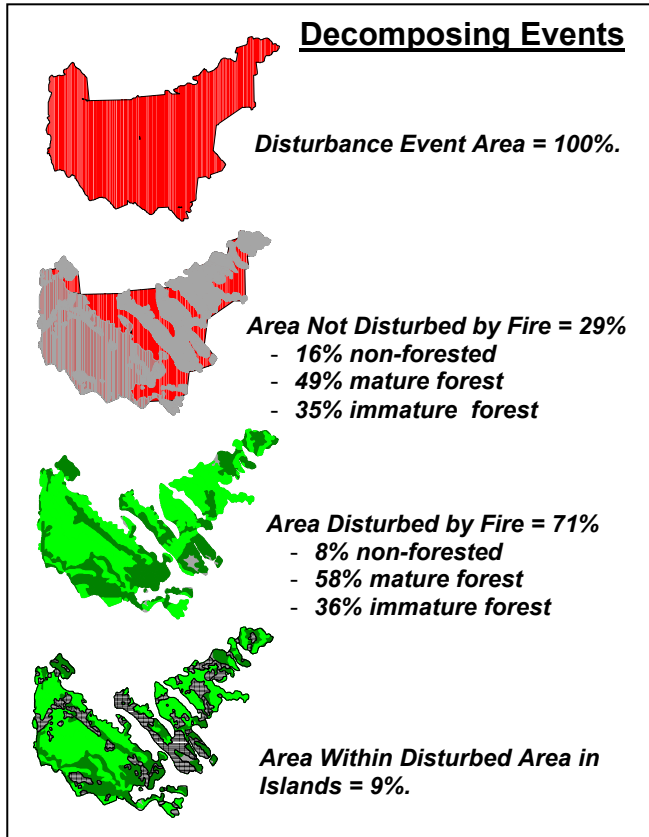 Decomposing Events
Disturbance Event Area = 100%.
Area Not Disturbed by Fire = 29%
- 16% non-forested
- 49% mature forest
- 35% immature forest
Area Disturbed by Fire = 71%
- 8% non-forested
- 58% mature forest
- 36% immature forest
Area Within Disturbed Area in
Islands = 9%.